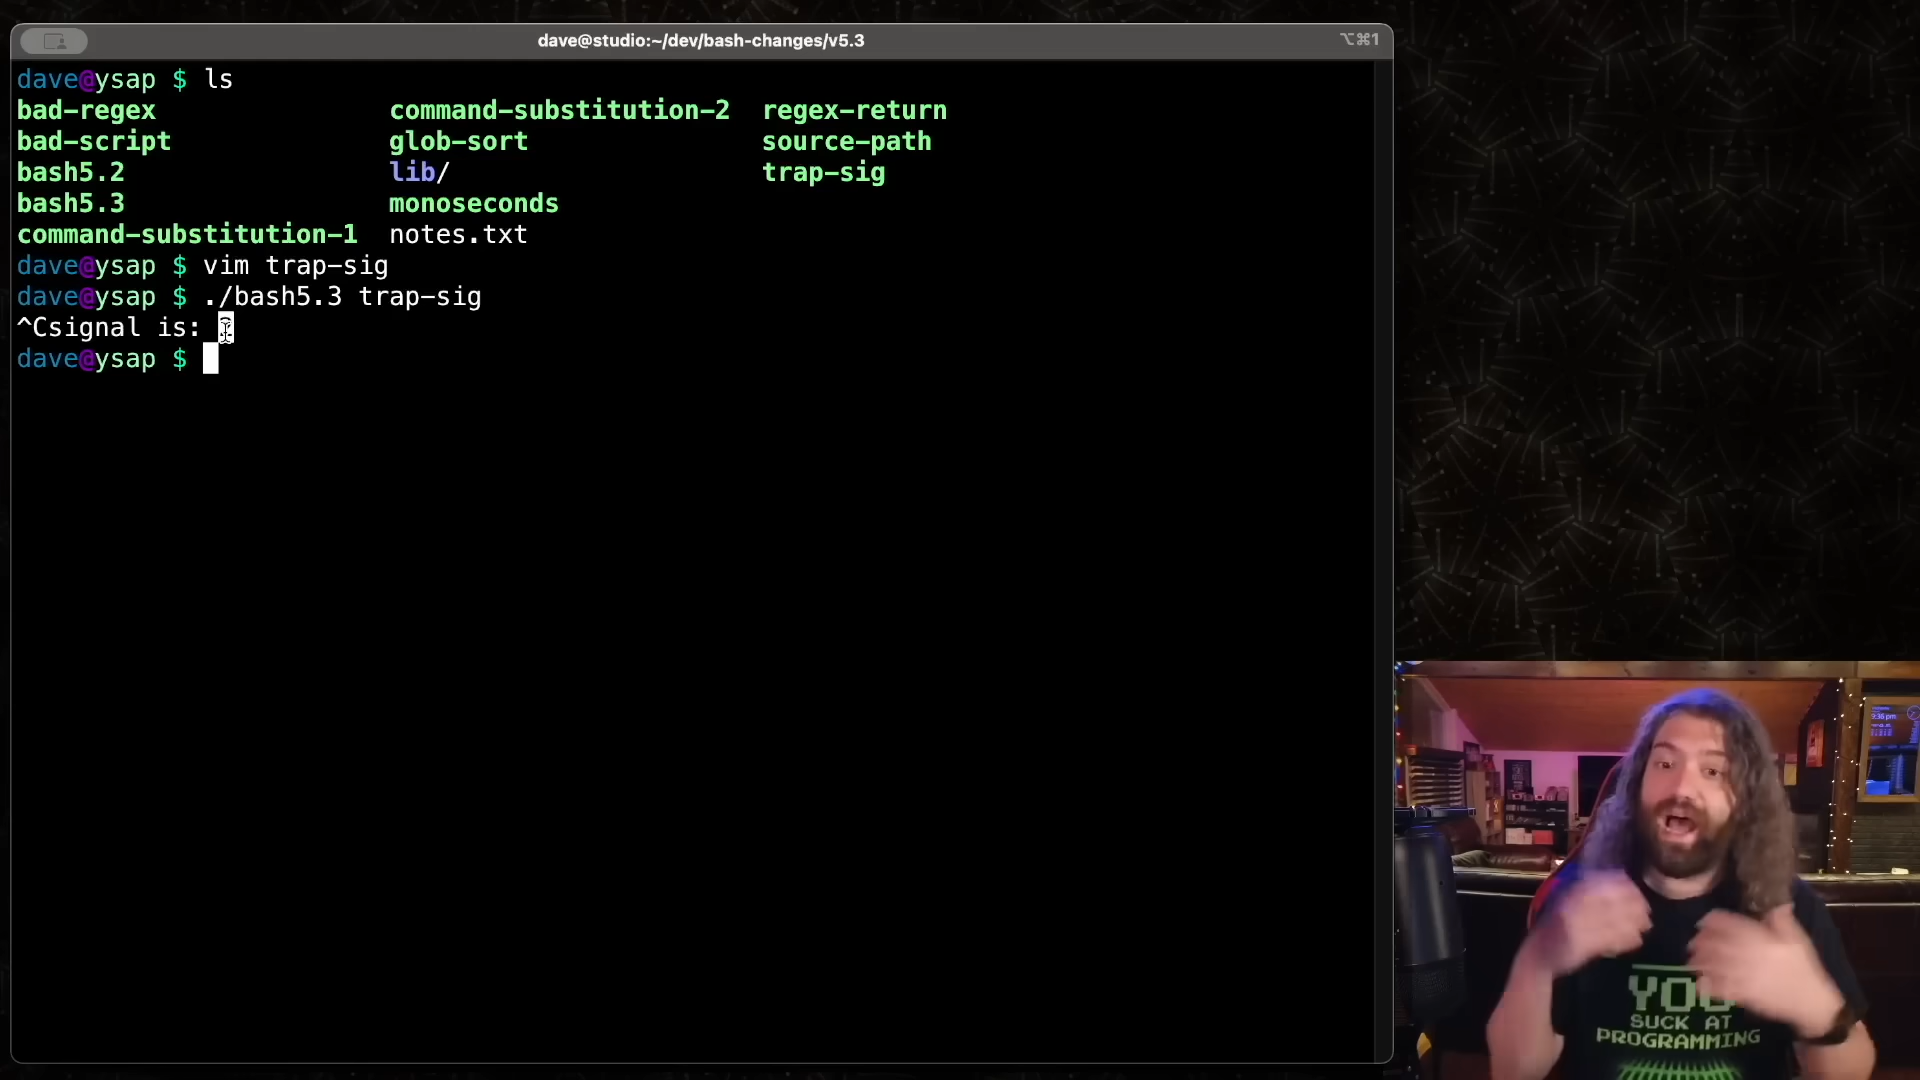 dave@studio:~/dev/bash-changes/v5.3
⌥⌘1
dave@ysap $ ls
bad-regex command-substitution-2 regex-return
bad-script glob-sort source-path
bash5.2 lib/ trap-sig
bash5.3 monoseconds
command-substitution-1 notes.txt
dave@ysap $ vim trap-sig
dave@ysap $ ./bash5.3 trap-sig
^Csignal is:
dave@ysap $
YOU
SUCK AT
PROGRAMMING